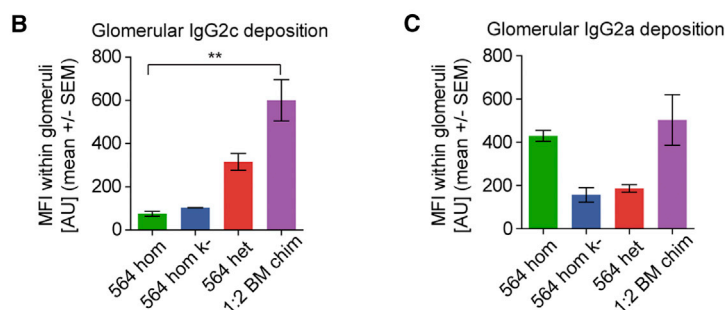 B
Glomerular IgG2c deposition
MFI within glomeruli
[AU] (mean +/- SEM)
800
600
400
200
0
**
564 hom
564 hom k-
564 het
1:2 BM chim
C
Glomerular IgG2a deposition
MFI within glomeruli
[AU] (mean +/- SEM)
800
600
400
200
0
564 hom
564 hom k-
564 het
1:2 BM chim